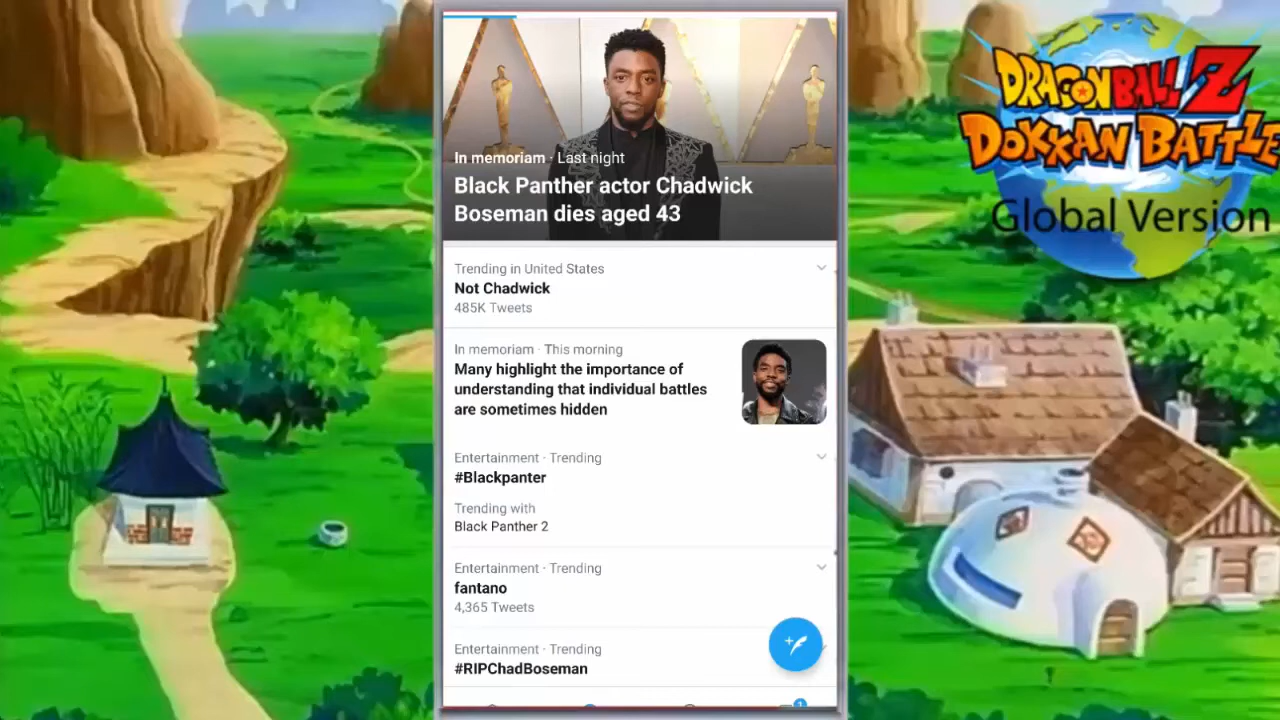 In memoriam · Last night
Black Panther actor Chadwick
Boseman dies aged 43
Trending in United States
Not Chadwick
485K Tweets
In memoriam · This morning
Many highlight the importance of
understanding that individual battles
are sometimes hidden
Entertainment · Trending
#Blackpanter
Trending with
Black Panther 2
Entertainment · Trending
fantano
4,365 Tweets
Entertainment · Trending
#RIPChadBoseman
1
DRAGONBALL Z
DOKKAN BATTLE
Global Version